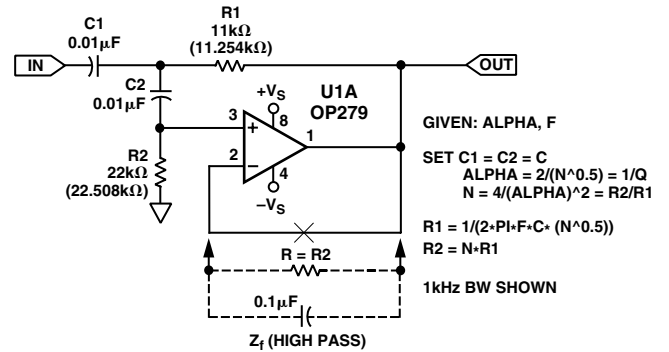 C1
0.01µF
IN
R1
11kΩ
(11.254kΩ)
OUT
C2
0.01µF
+VS
U1A
OP279
3
+
8
1
2
−
4
−VS
R2
22kΩ
(22.508kΩ)
R = R2
0.1µF
Zf (HIGH PASS)
GIVEN: ALPHA, F
SET C1 = C2 = C
ALPHA = 2/(N^0.5) = 1/Q
N = 4/(ALPHA)^2 = R2/R1
R1 = 1/(2*PI*F*C* (N^0.5))
R2 = N*R1
1kHz BW SHOWN